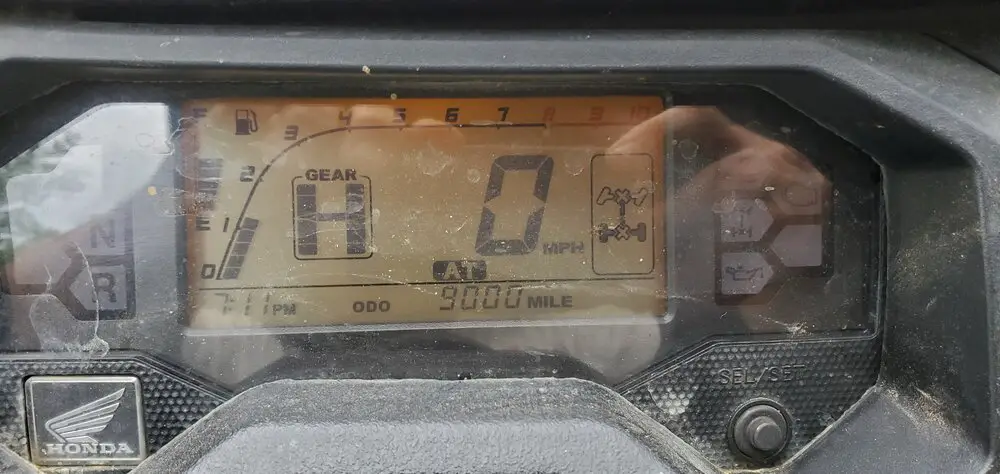 F 3 4 5 6 7 8 9 10
2
GEAR
H 0 MPH
E 1
AT
0
7:11 PM ODO 9000 MILE
N
R
HONDA
SEL/SET